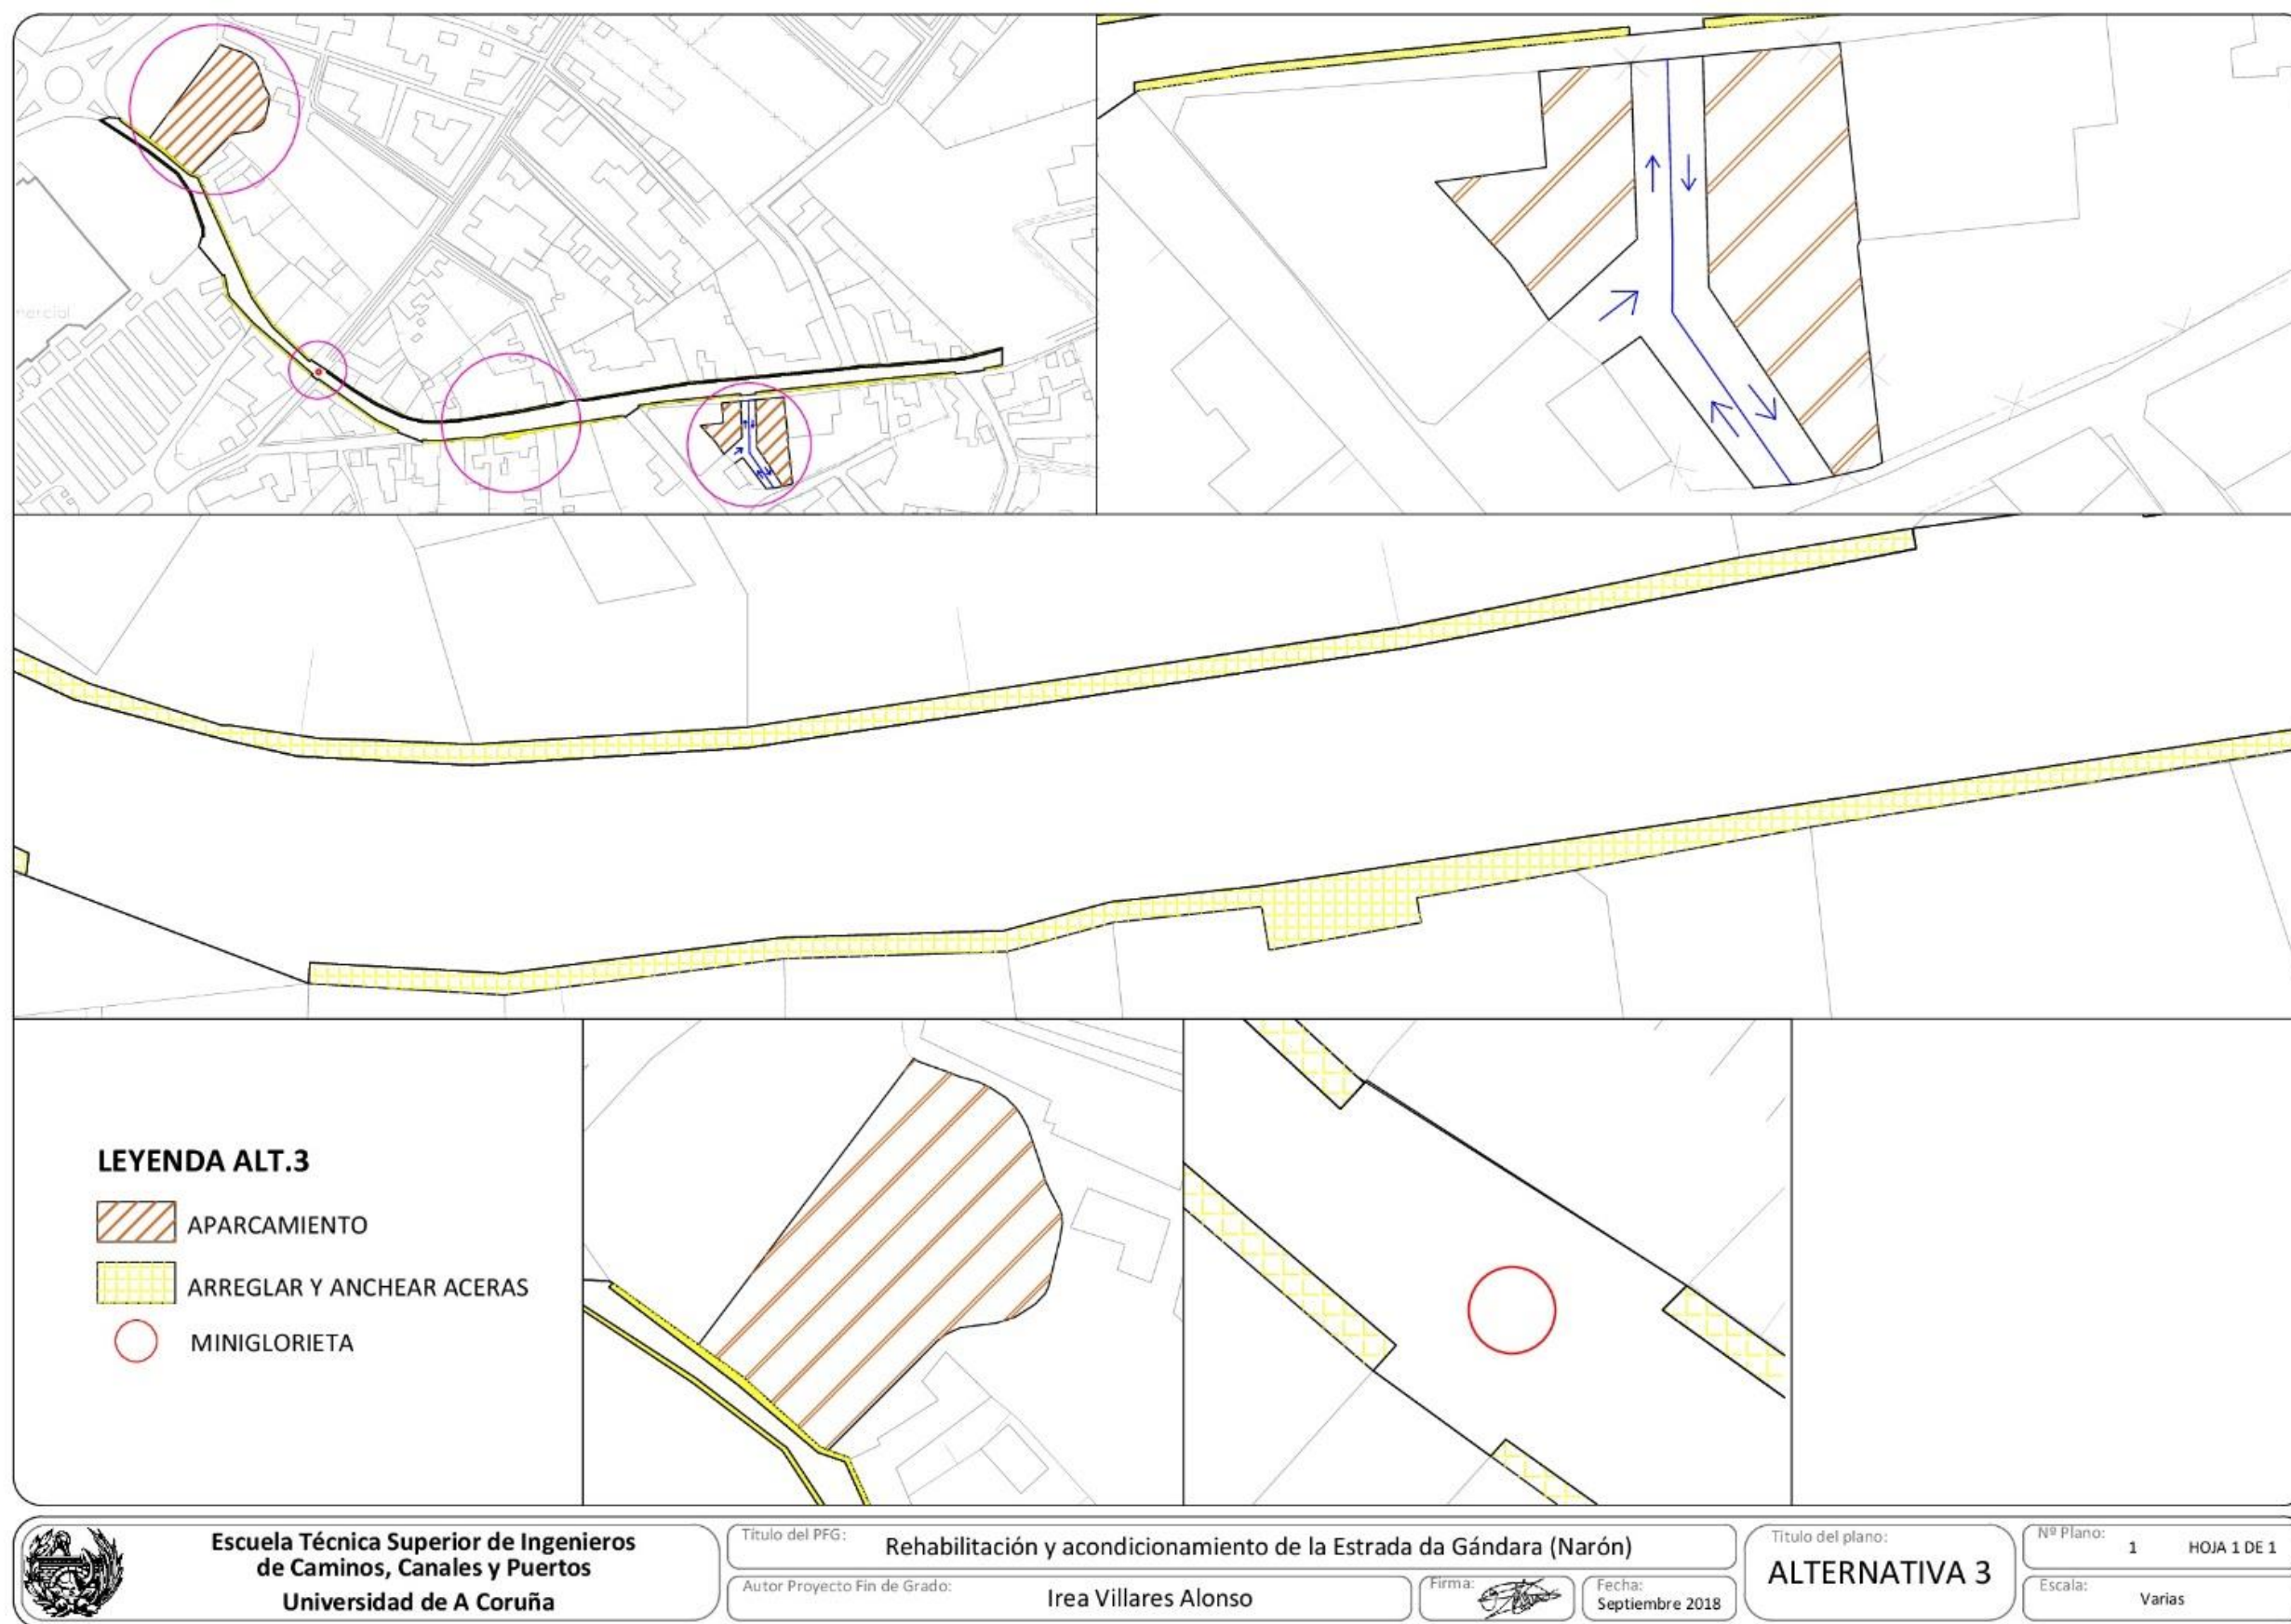 LEYENDA ALT.3
APARCAMIENTO
ARREGLAR Y ANCHEAR ACERAS
MINIGLORIETA
Escuela Técnica Superior de Ingenieros
de Caminos, Canales y Puertos
Universidad de A Coruña
Título del PFG:
Rehabilitación y acondicionamiento de la Estrada da Gándara (Narón)
Autor Proyecto Fin de Grado:
Irea Villares Alonso
Firma:
Fecha:
Septiembre 2018
Título del plano:
ALTERNATIVA 3
Nº Plano:
1 HOJA 1 DE 1
Escala:
Varias